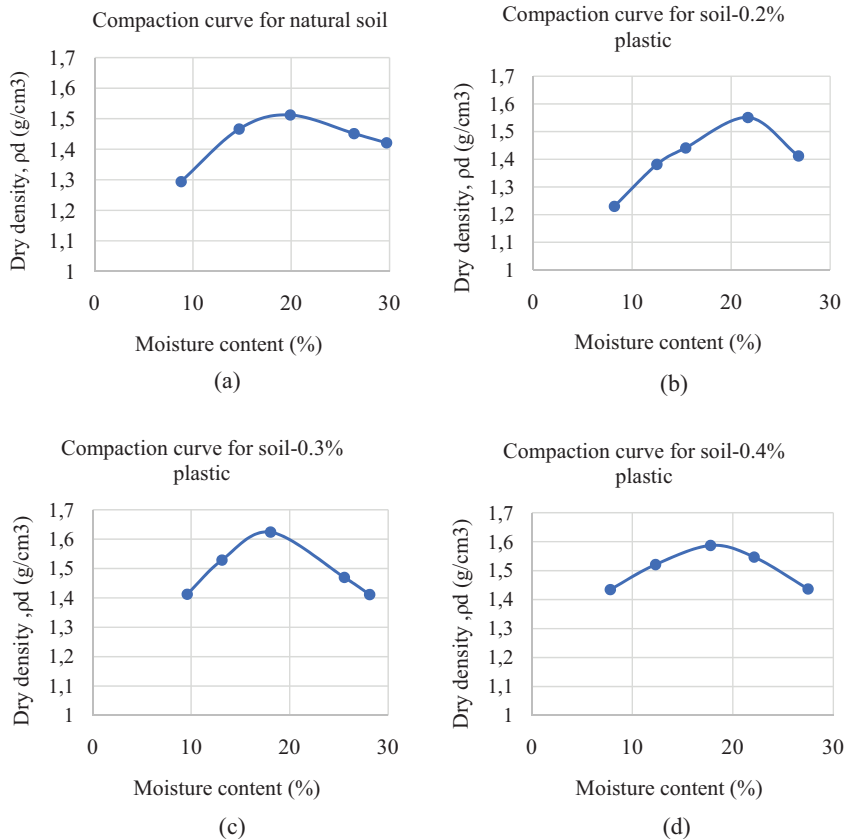 Compaction curve for natural soil
1,7
1,6
1,5
1,4
1,3
1,2
1,1
1
Dry density, ρd (g/cm3)
0
10
20
30
Moisture content (%)
(a)
Compaction curve for soil-0.2%
plastic
1,7
1,6
1,5
1,4
1,3
1,2
1,1
1
Dry density, ρd (g/cm3)
0
10
20
30
Moisture content (%)
(b)
Compaction curve for soil-0.3%
plastic
1,7
1,6
1,5
1,4
1,3
1,2
1,1
1
Dry density ,ρd (g/cm3)
0
10
20
30
Moisture content (%)
(c)
Compaction curve for soil-0.4%
plastic
1,7
1,6
1,5
1,4
1,3
1,2
1,1
1
Dry density ,ρd (g/cm3)
0
10
20
30
Moisture content (%)
(d)